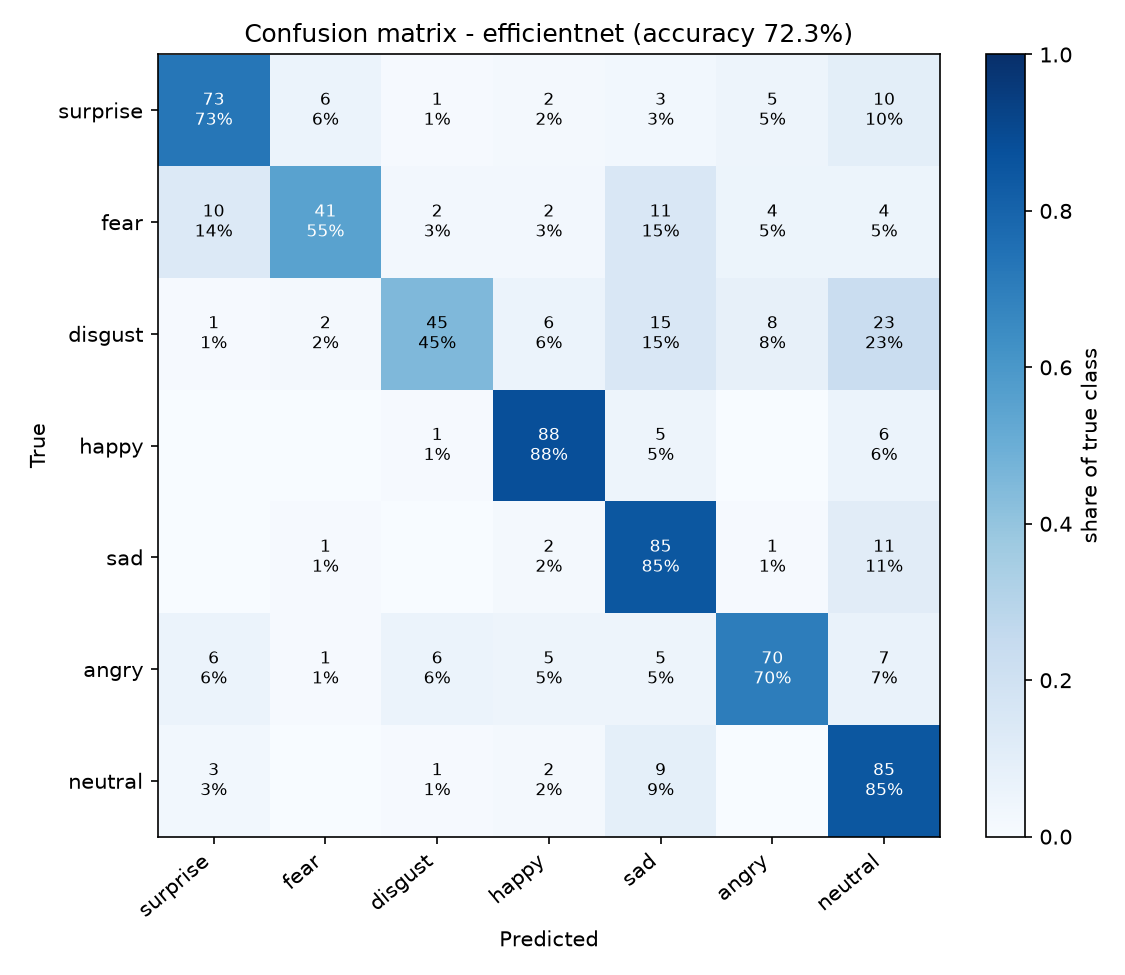 Confusion matrix - efficientnet (accuracy 72.3%)
surprise
73 6 1 2 3 5 10
73% 6% 1% 2% 3% 5% 10%
fear
10 41 2 2 11 4 4
14% 55% 3% 3% 15% 5% 5%
disgust
1 2 45 6 15 8 23
1% 2% 45% 6% 15% 8% 23%
happy
1 88 5 6
1% 88% 5% 6%
sad
1 2 85 1 11
1% 2% 85% 1% 11%
angry
6 1 6 5 5 70 7
6% 1% 6% 5% 5% 70% 7%
neutral
3 1 2 9 85
3% 1% 2% 9% 85%
True
surprise fear disgust happy sad angry neutral
Predicted
1.0
0.8
0.6
0.4
0.2
0.0
share of true class